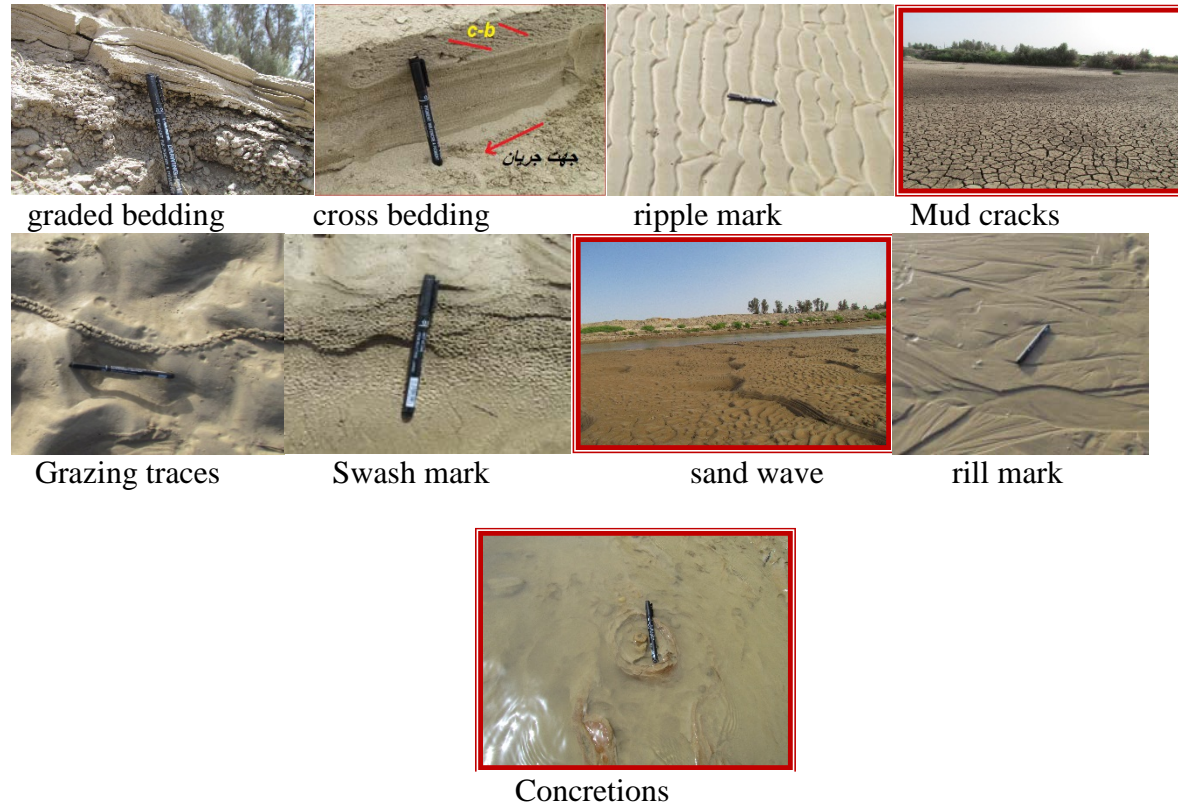 c-b
جهت جریان
graded bedding
cross bedding
ripple mark
Mud cracks
Grazing traces
Swash mark
sand wave
rill mark
Concretions